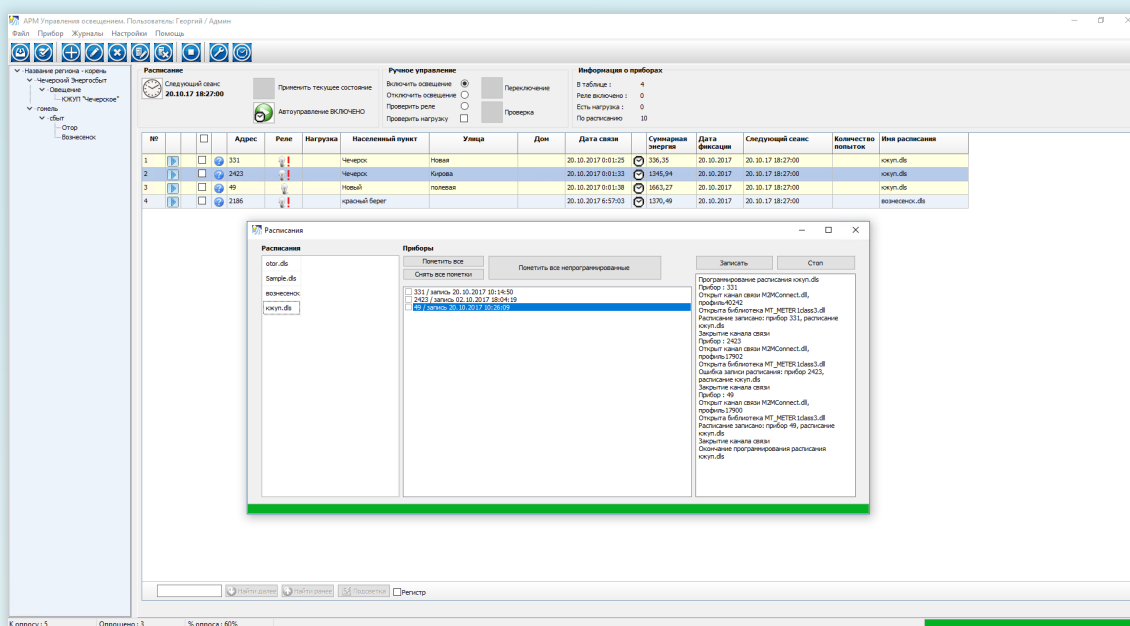 АРМ Управления освещением. Пользователь: Георгий / Админ
Файл Прибор Журналы Настройки Помощь
Название региона - корень
Чечерский Энергосбыт
Овещение
КЖУП "Чечерское"
гомель
сбыт
Отор
Вознесенск
Расписание
Следующий сеанс
20.10.17 18:27:00
Применить текущее состояние
Автоуправление ВКЛЮЧЕНО
Ручное управление
Включить освещение
Отключить освещение
Проверить реле
Проверить нагрузку
Переключение
Проверка
Информация о приборах
В таблице : 4
Реле включено : 0
Есть нагрузка : 0
По расписанию 10
№ Адрес Реле Нагрузка Населенный пункт Улица Дом Дата связи Суммарная энергия Дата фиксации Следующий сеанс Количество попыток Имя расписания
1 331 Чечерск Новая 20.10.2017 0:01:25 336,35 20.10.2017 20.10.17 18:27:00 кжуп.dls
2 2423 Чечерск Кирова 20.10.2017 0:01:33 1345,94 20.10.2017 20.10.17 18:27:00 кжуп.dls
3 49 Новый полевая 20.10.2017 0:01:38 1663,27 20.10.2017 20.10.17 18:27:00 кжуп.dls
4 2186 красный берег 20.10.2017 6:57:03 1370,49 20.10.2017 20.10.17 18:27:00 вознесенск.dls
Расписания
Расписания
otor.dls
Sample.dls
вознесенск
кжуп.dls
Приборы
Пометить все
Снять все пометки
Пометить все непрограммированные
331 / запись 20.10.2017 10:14:50
2423 / запись 02.10.2017 18:04:19
49 / запись 20.10.2017 10:26:09
Записать
Стоп
Программирование расписания кжуп.dls
Прибор : 331
Открыт канал связи M2MConnect.dll,
профиль40242
Открыта библиотека MT_METER1class3.dll
Расписание записано: прибор 331, расписание
кжуп.dls
Закрытие канала связи
Прибор : 2423
Открыт канал связи M2MConnect.dll,
профиль17902
Открыта библиотека MT_METER1class3.dll
Ошибка записи расписания: прибор 2423,
расписание кжуп.dls
Закрытие канала связи
Прибор : 49
Открыт канал связи M2MConnect.dll,
профиль17900
Открыта библиотека MT_METER1class3.dll
Расписание записано: прибор 49, расписание
кжуп.dls
Закрытие канала связи
Окончание программирования расписания
кжуп.dls
Найти далее
Найти ранее
Подсветка
Регистр
К опросу : 5 Опрошено : 3 % опроса : 60%